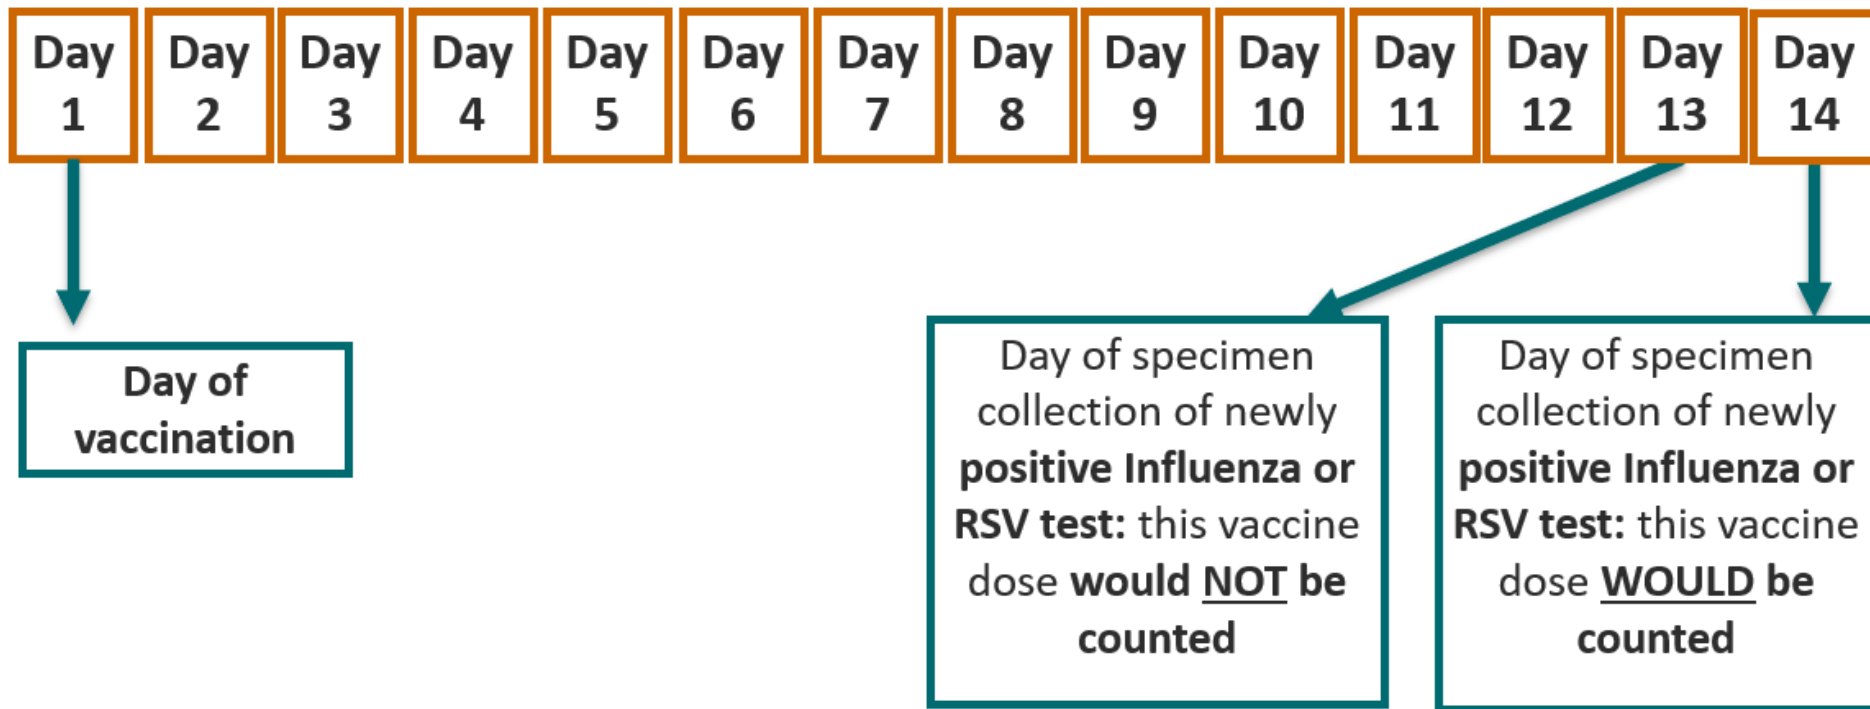 Day
1
Day
2
Day
3
Day
4
Day
5
Day
6
Day
7
Day
8
Day
9
Day
10
Day
11
Day
12
Day
13
Day
14
Day of
vaccination
Day of specimen
collection of newly
positive Influenza or
RSV test: this vaccine
dose would NOT be
counted
Day of specimen
collection of newly
positive Influenza or
RSV test: this vaccine
dose WOULD be
counted